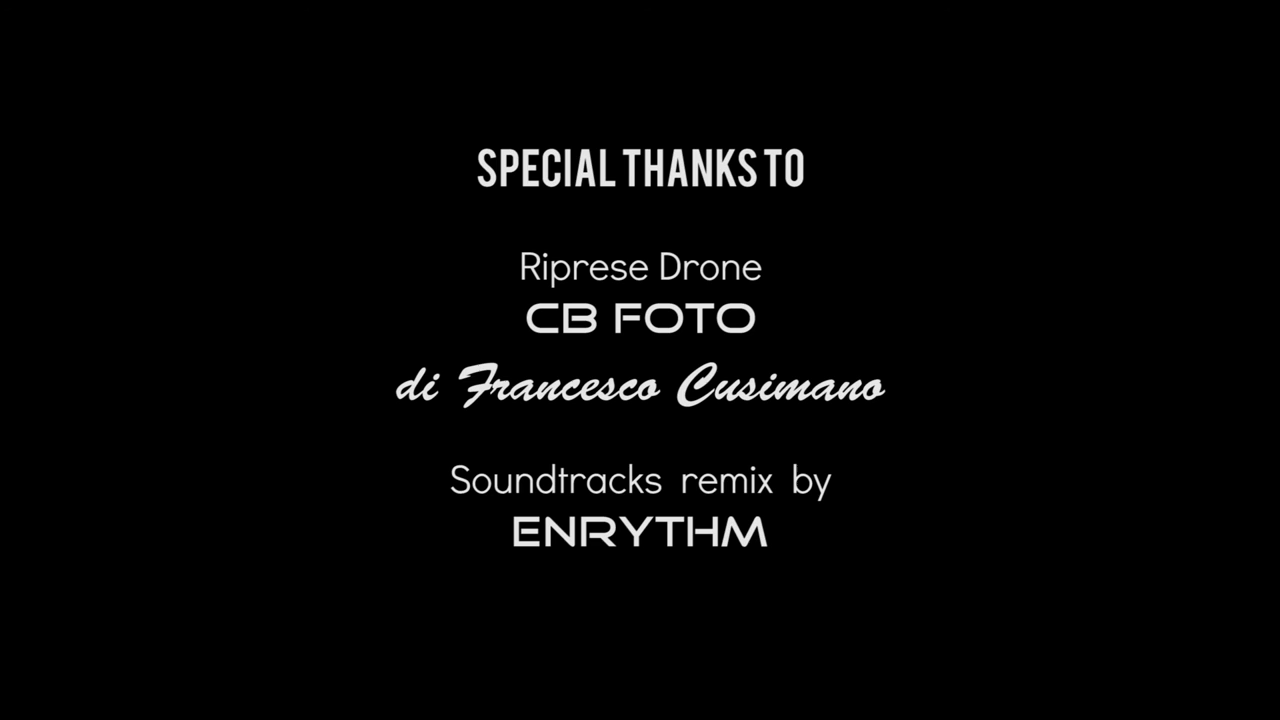 SPECIAL THANKS TO
Riprese Drone
CB FOTO
di Francesco Cusimano
Soundtracks remix by
ENRYTHM